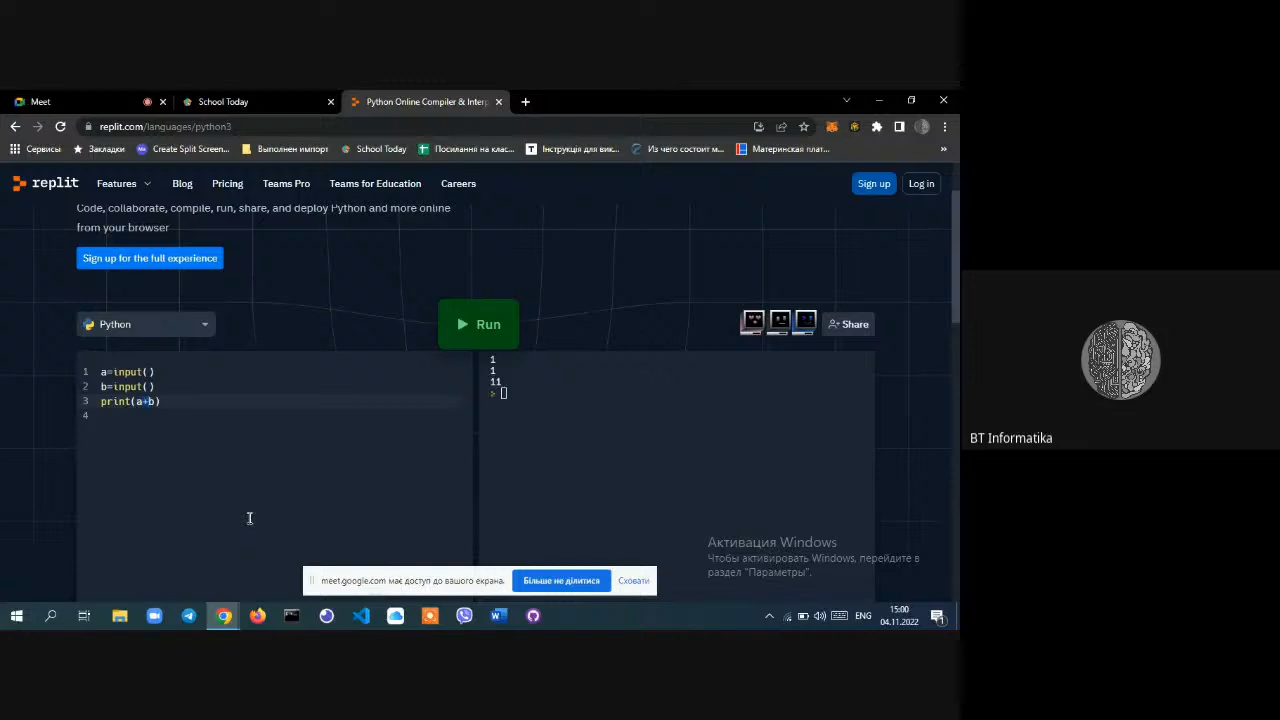 Meet
School Today
Python Online Compiler & Interp
replit.com/languages/python3
Сервисы
Закладки
Create Split Screen...
Выполнен импорт
School Today
Посилання на клас...
Інструкція для вик...
Из чего состоит м...
Материнская плат...
»
replit
Features
Blog
Pricing
Teams Pro
Teams for Education
Careers
Sign up
Log in
Code, collaborate, compile, run, share, and deploy Python and more online
from your browser
Sign up for the full experience
Python
Run
Share
1 a=input()
2 b=input()
3 print(a+b)
4
1
1
11
>
BT Informatika
Активация Windows
Чтобы активировать Windows, перейдите в
раздел "Параметры".
meet.google.com має доступ до вашого екрана.
Більше не ділитися
Сховати
ENG
15:00
04.11.2022
1